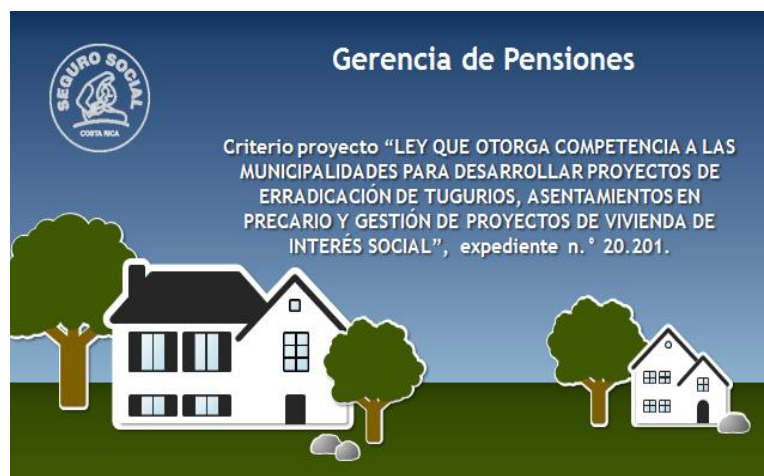 Gerencia de Pensiones
SEGURO SOCIAL
COSTA RICA
Criterio proyecto “LEY QUE OTORGA COMPETENCIA A LAS
MUNICIPALIDADES PARA DESARROLLAR PROYECTOS DE
ERRADICACIÓN DE TUGURIOS, ASENTAMIENTOS EN
PRECARIO Y GESTIÓN DE PROYECTOS DE VIVIENDA DE
INTERÉS SOCIAL”, expediente n.° 20.201.